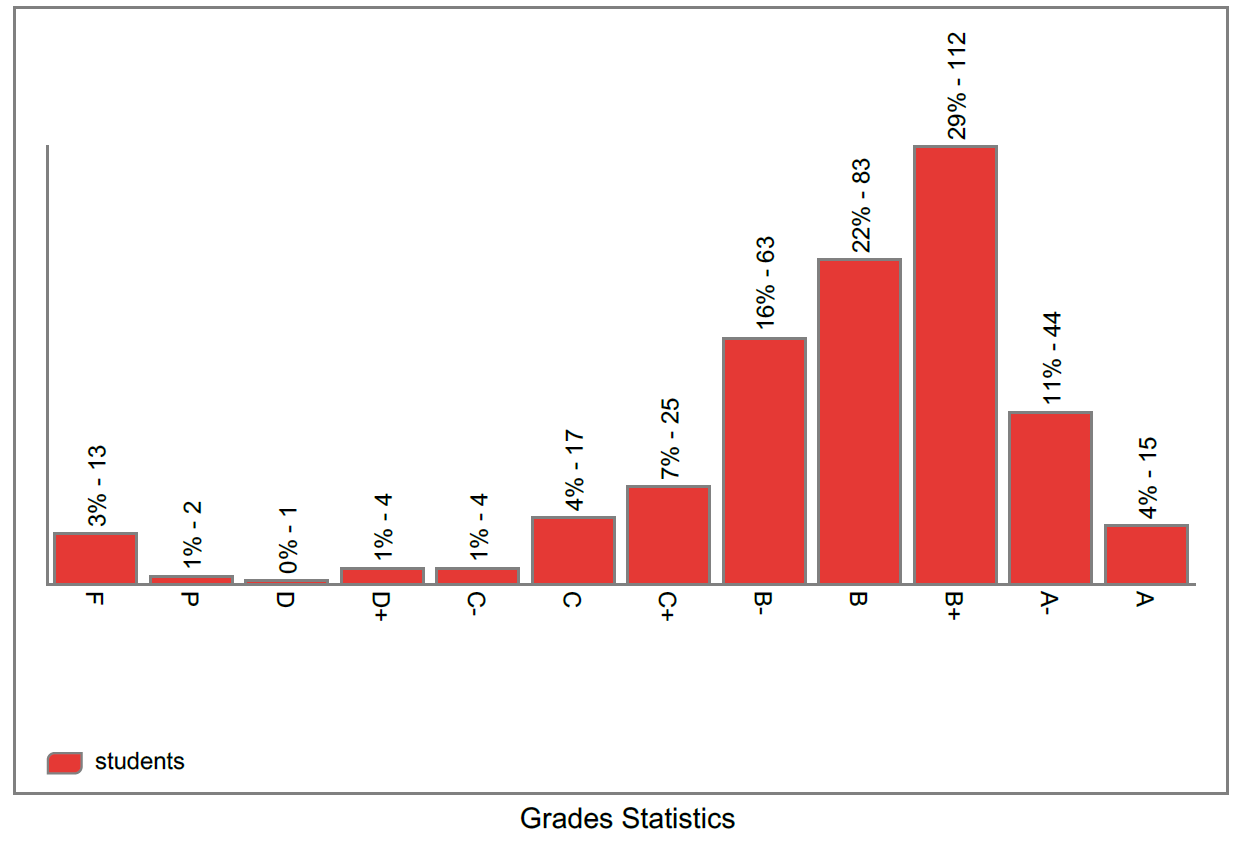 3% - 13
1% - 2
0% - 1
1% - 4
1% - 4
4% - 17
7% - 25
16% - 63
22% - 83
29% - 112
11% - 44
4% - 15
F
P
D
D+
C-
C
C+
B-
B
B+
A-
A
students
Grades Statistics